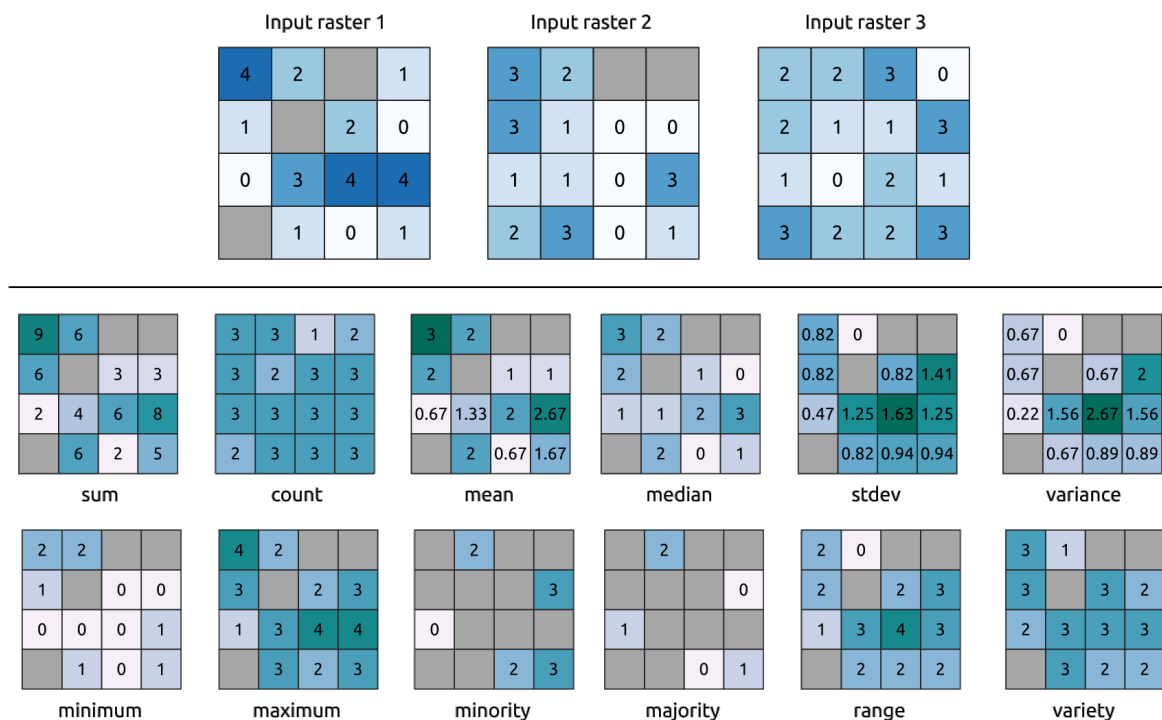 Input raster 1 Input raster 2 Input raster 3
4 2 1 3 2 2 2 3 0
1 2 0 3 1 0 0 2 1 1 3
0 3 4 4 1 1 0 3 1 0 2 1
1 0 1 2 3 0 1 3 2 2 3
9 6 3 3 1 2 3 2 3 2 0.82 0 0.67 0
6 3 3 3 2 3 3 2 1 1 2 1 0 0.82 0.82 1.41 0.67 0.67 2
2 4 6 8 3 3 3 3 0.67 1.33 2 2.67 1 1 2 3 0.47 1.25 1.63 1.25 0.22 1.56 2.67 1.56
6 2 5 2 3 3 3 2 0.67 1.67 2 0 1 0.82 0.94 0.94 0.67 0.89 0.89
sum count mean median stdev variance
2 2 4 2 2 2 2 0 3 1
1 0 0 3 2 3 3 0 2 2 3 3 3 2
0 0 0 1 1 3 4 4 0 1 1 3 4 3 2 3 3 3
1 0 1 3 2 3 2 3 0 1 2 2 2 3 2 2
minimum maximum minority majority range variety